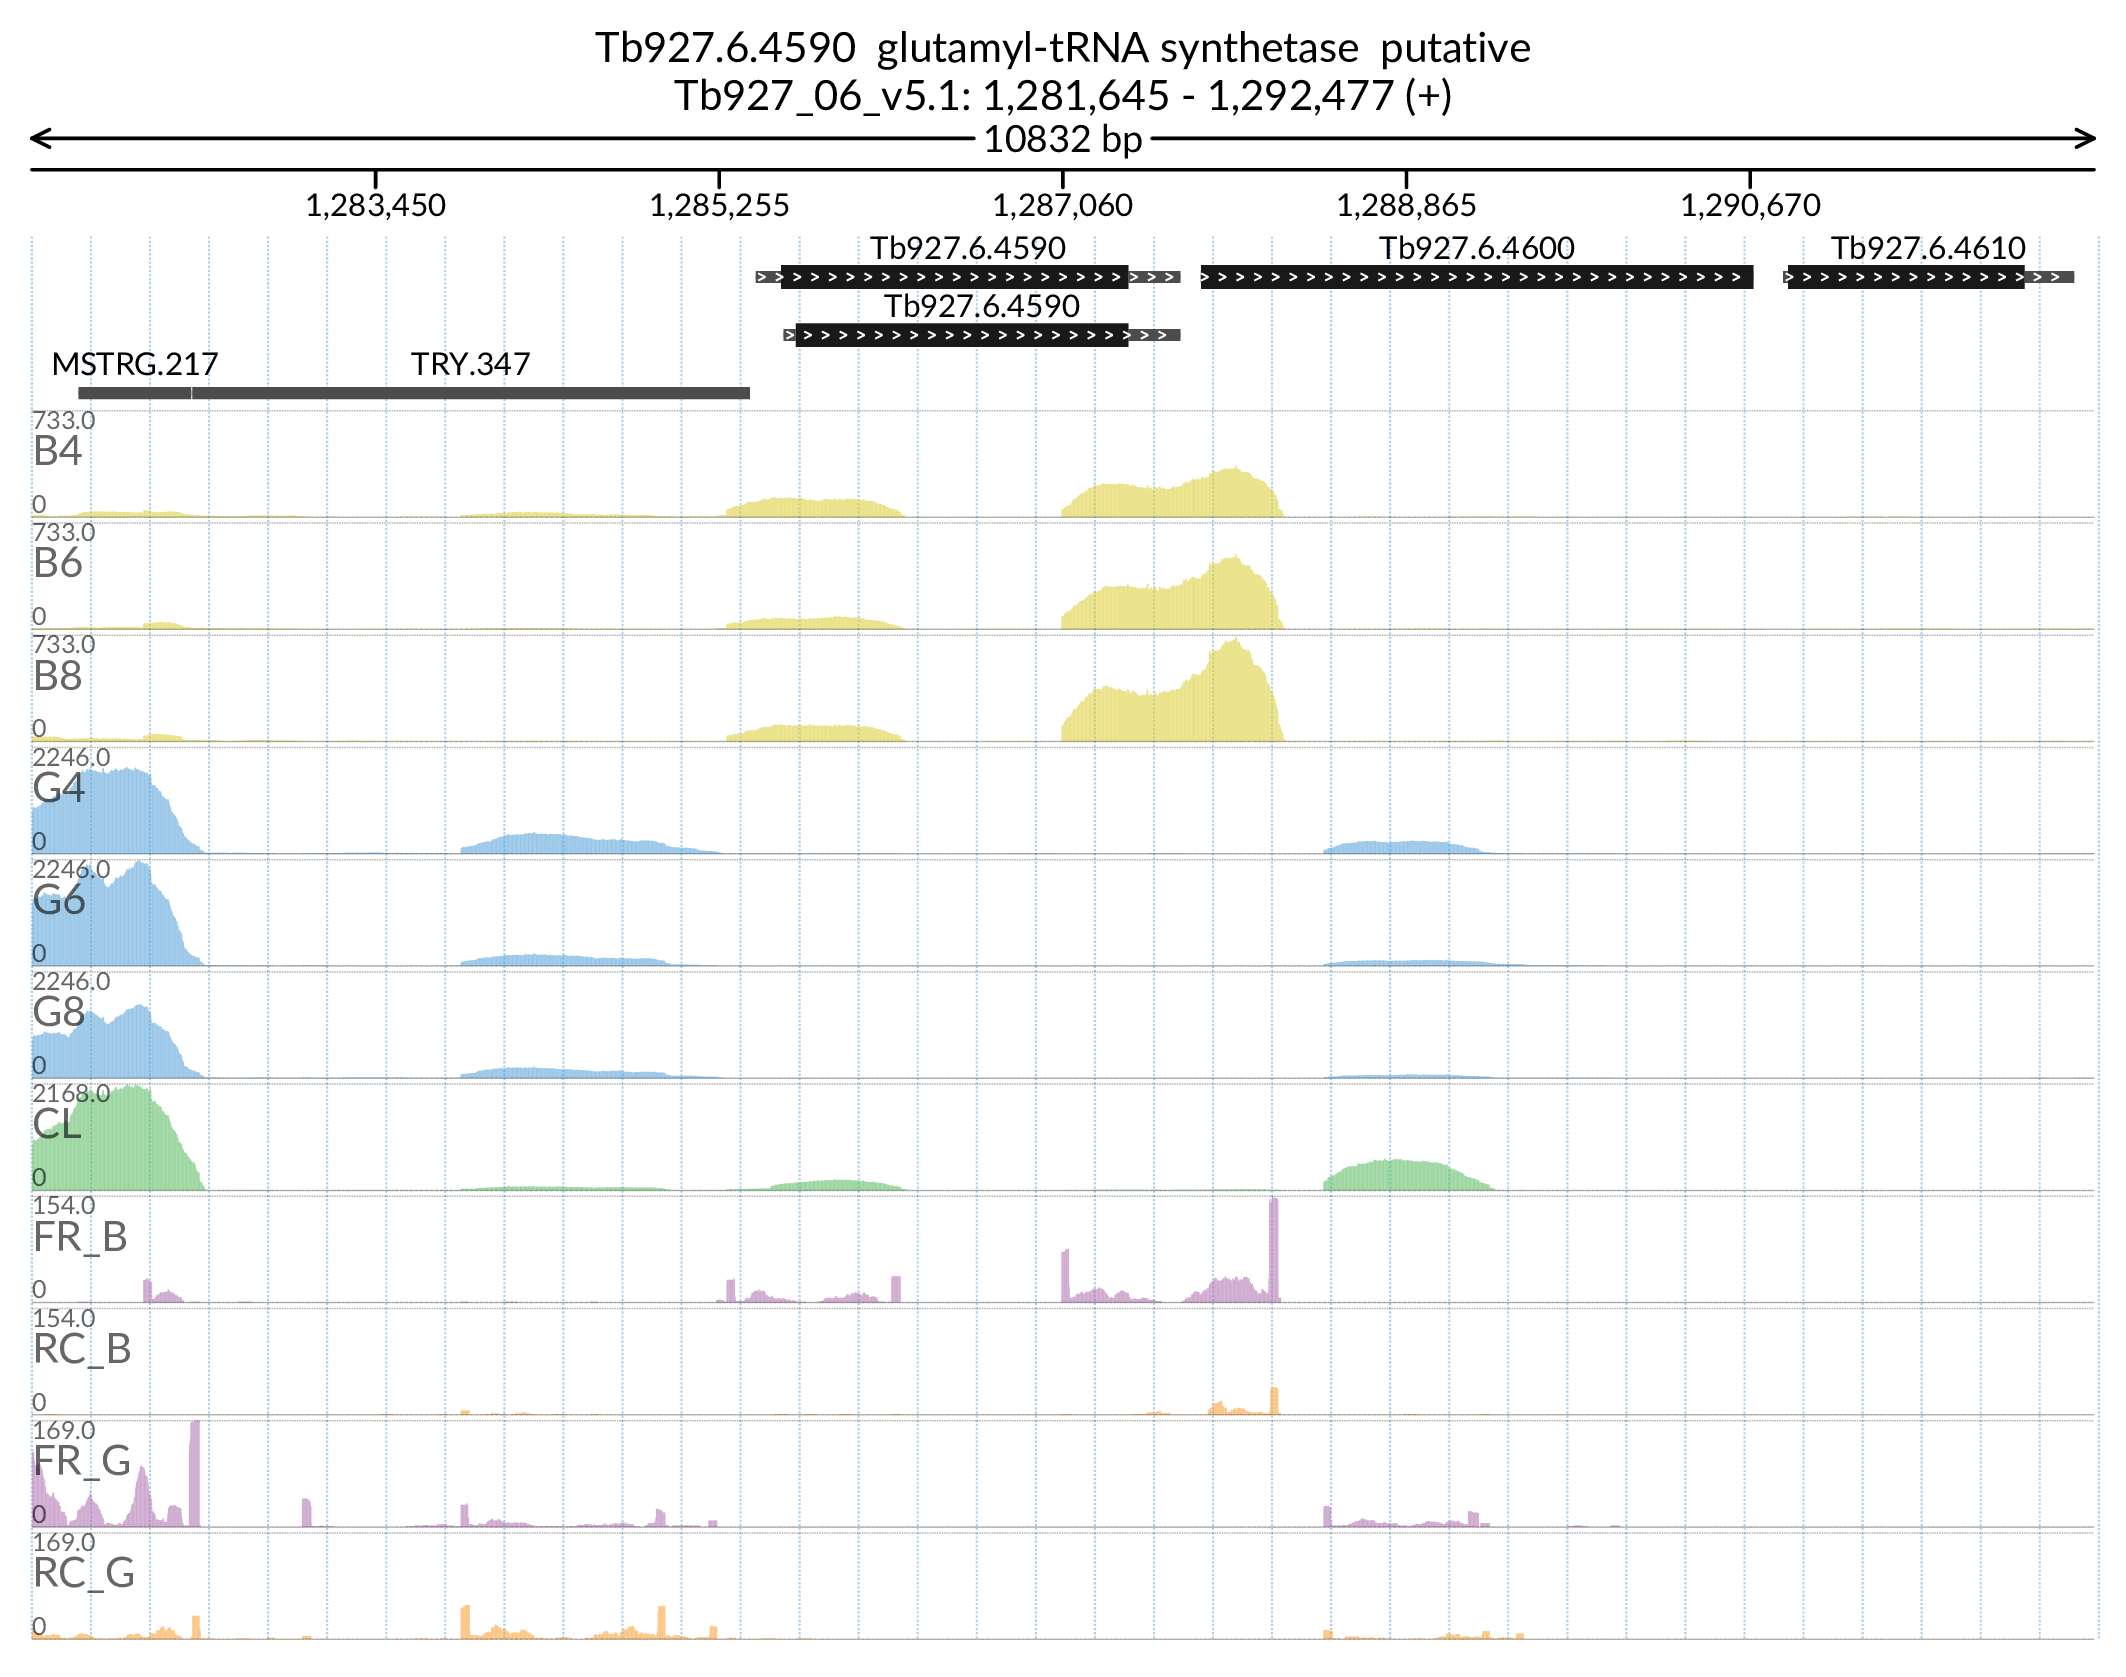 Tb927.6.4590  glutamyl-tRNA synthetase  putative
Tb927_06_v5.1: 1,281,645 - 1,292,477 (+)
10832 bp
1,283,450 1,285,255 1,287,060 1,288,865 1,290,670
Tb927.6.4590 Tb927.6.4600 Tb927.6.4610
Tb927.6.4590
MSTRG.217 TRY.347
733.0
B4
0
733.0
B6
0
733.0
B8
0
2246.0
G4
0
2246.0
G6
0
2246.0
G8
0
2168.0
CL
0
154.0
FR_B
0
154.0
RC_B
0
169.0
FR_G
0
169.0
RC_G
0